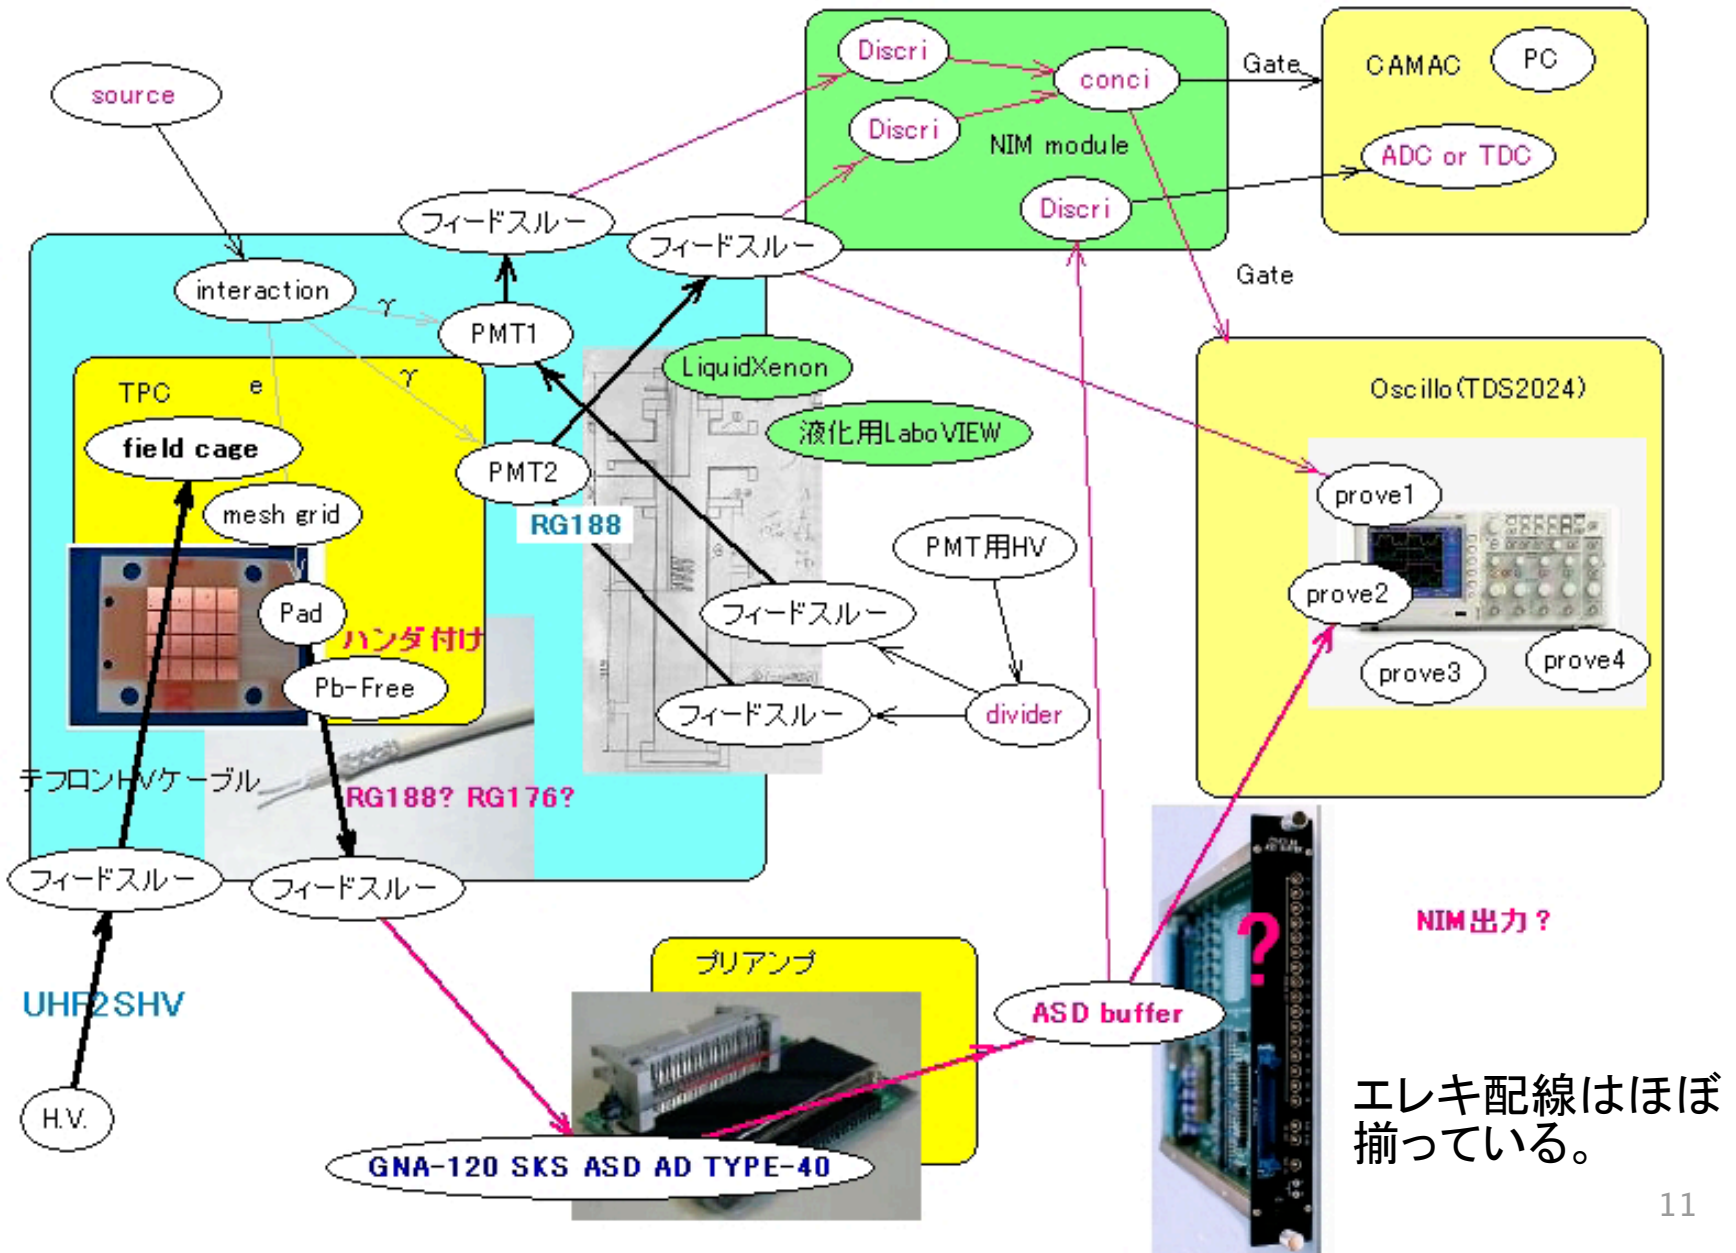 Discri
conci
Gate
CAMAC
PC
source
Discri
NIM module
ADC or TDC
フィードスルー
Discri
フィードスルー
interaction
γ
PMT1
Gate
TPC
e
γ
LiquidXenon
Oscillo(TDS2024)
field cage
PMT2
液化用LaboVIEW
mesh grid
RG188
prove1
PMT用HV
Pad
フィードスルー
prove2
ハンダ付け
Pb-Free
prove3
prove4
フィードスルー
divider
テフロンHVケーブル
RG188? RG176?
フィードスルー
フィードスルー
?
NIM出力?
プリアンプ
UHF2SHV
ASD buffer
H.V.
GNA-120 SKS ASD AD TYPE-40
エレキ配線はほぼ
揃っている。
11